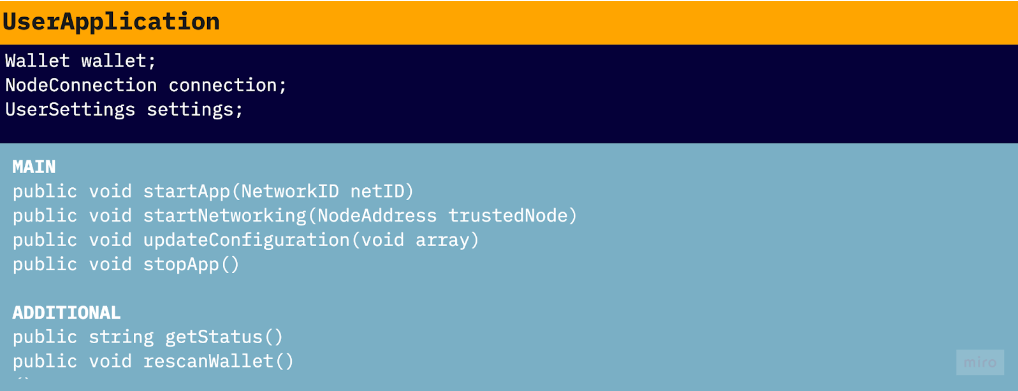 UserApplication
Wallet wallet;
NodeConnection connection;
UserSettings settings;
MAIN
public void startApp(NetworkID netID)
public void startNetworking(NodeAddress trustedNode)
public void updateConfiguration(void array)
public void stopApp()
ADDITIONAL
public string getStatus()
public void rescanWallet()
miro